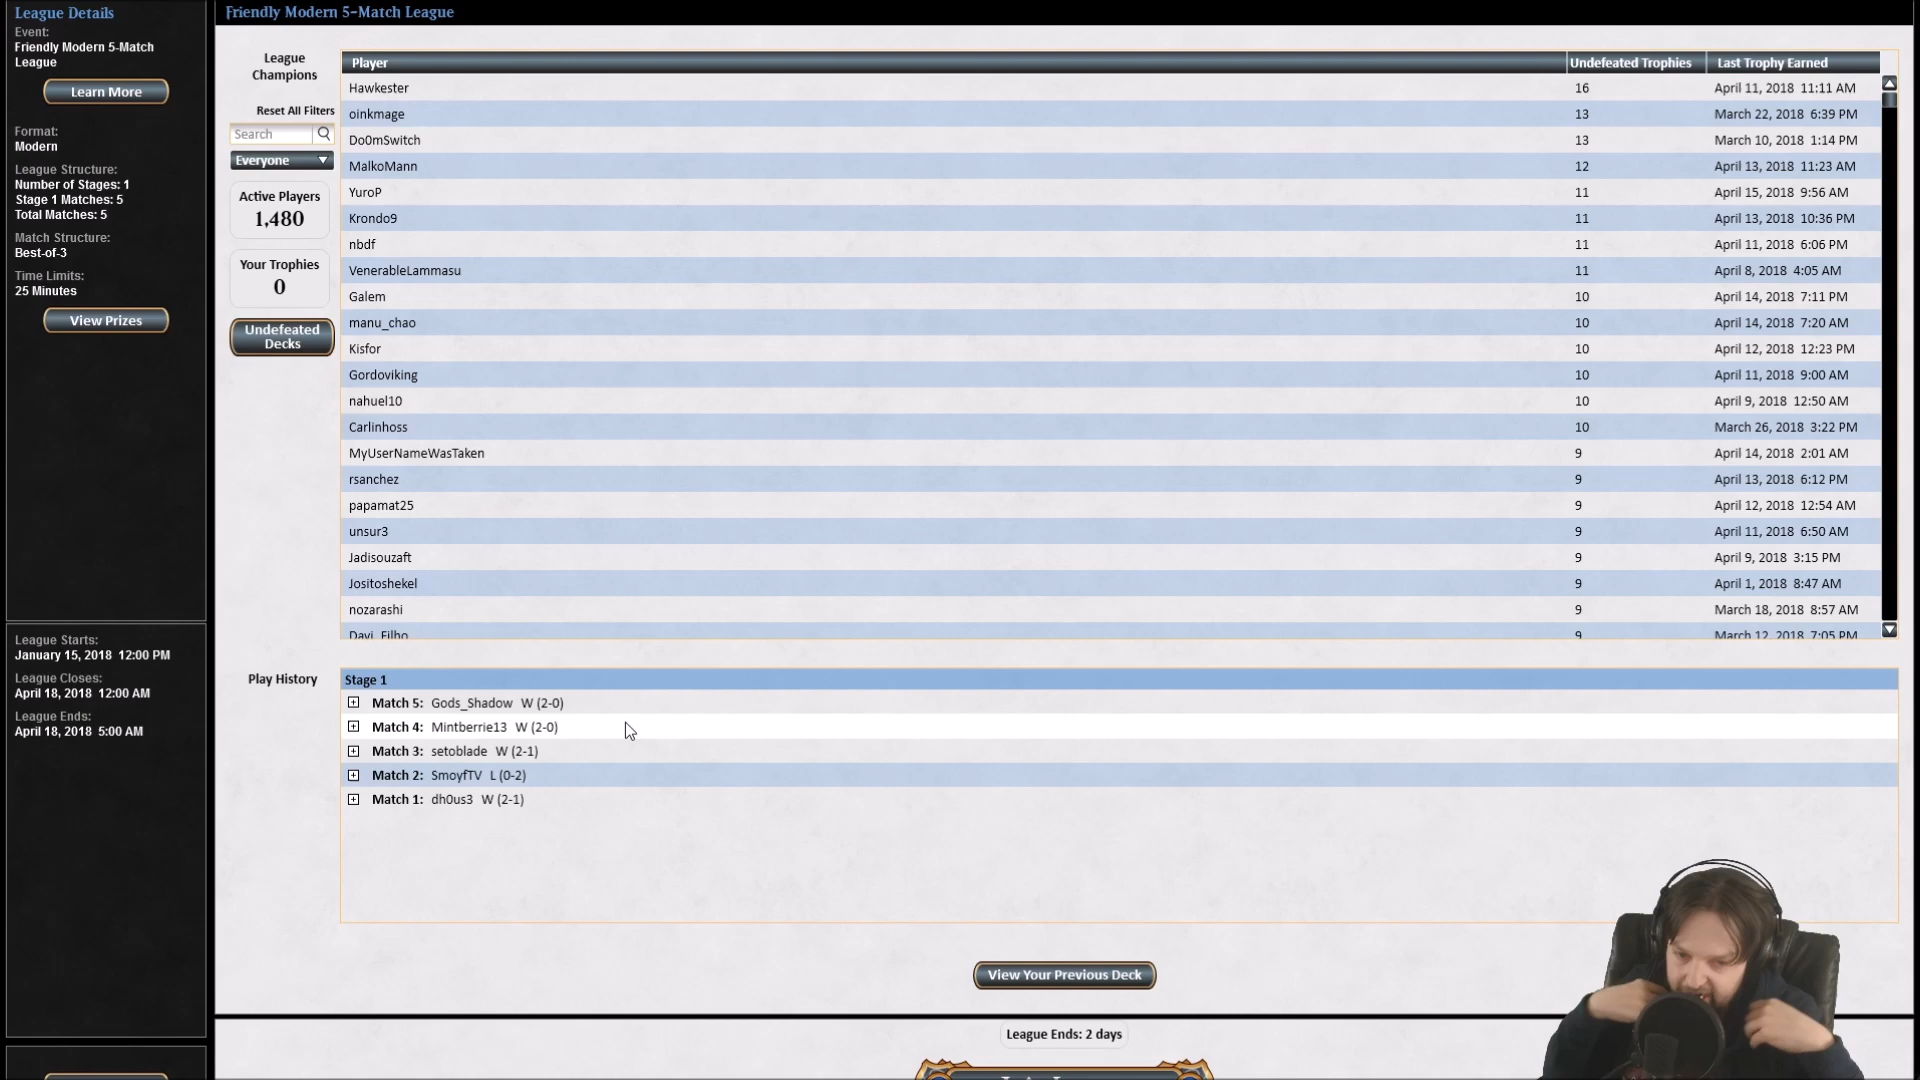 League Details
Event:
Friendly Modern 5-Match
League
Learn More
Format:
Modern
League Structure:
Number of Stages: 1
Stage 1 Matches: 5
Total Matches: 5
Match Structure:
Best-of-3
Time Limits:
25 Minutes
View Prizes
League Starts:
January 15, 2018 12:00 PM
League Closes:
April 18, 2018 12:00 AM
League Ends:
April 18, 2018 5:00 AM
Friendly Modern 5-Match League
League
Champions
Reset All Filters
Search
Everyone
Active Players
1,480
Your Trophies
0
Undefeated
Decks
Player Undefeated Trophies Last Trophy Earned
Hawkester 16 April 11, 2018 11:11 AM
oinkmage 13 March 22, 2018 6:39 PM
Do0mSwitch 13 March 10, 2018 1:14 PM
MalkoMann 12 April 13, 2018 11:23 AM
YuroP 11 April 15, 2018 9:56 AM
Krondo9 11 April 13, 2018 10:36 PM
nbdf 11 April 11, 2018 6:06 PM
VenerableLammasu 11 April 8, 2018 4:05 AM
Galem 10 April 14, 2018 7:11 PM
manu_chao 10 April 14, 2018 7:20 AM
Kisfor 10 April 12, 2018 12:23 PM
Gordoviking 10 April 11, 2018 9:00 AM
nahuel10 10 April 9, 2018 12:50 AM
Carlinhoss 10 March 26, 2018 3:22 PM
MyUserNameWasTaken 9 April 14, 2018 2:01 AM
rsanchez 9 April 13, 2018 6:12 PM
papamat25 9 April 12, 2018 12:54 AM
unsur3 9 April 11, 2018 6:50 AM
Jadisouzaft 9 April 9, 2018 3:15 PM
Jositoshekel 9 April 1, 2018 8:47 AM
nozarashi 9 March 18, 2018 8:57 AM
Davi_Filho 9 March 12, 2018 7:05 PM
Play History
Stage 1
Match 5: Gods_Shadow W (2-0)
Match 4: Mintberrie13 W (2-0)
Match 3: setoblade W (2-1)
Match 2: SmoyfTV L (0-2)
Match 1: dh0us3 W (2-1)
View Your Previous Deck
League Ends: 2 days